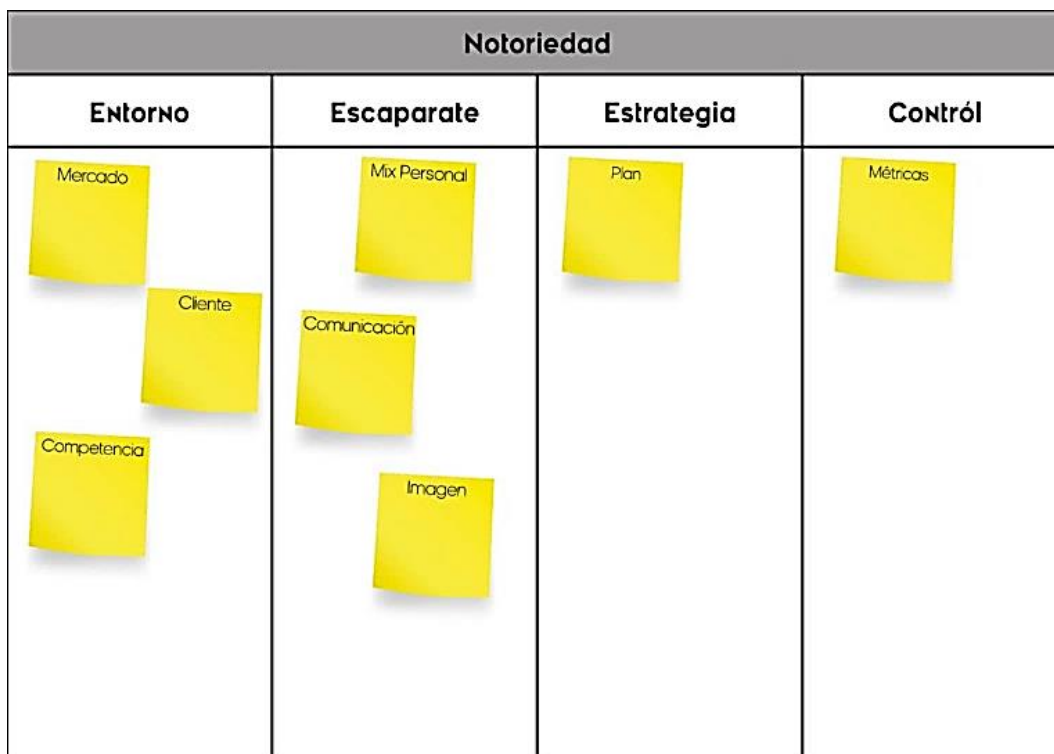 Notoriedad
Entorno
Escaparate
Estrategia
Contról
Mercado
Cliente
Competencia
Mix Personal
Comunicación
Imagen
Plan
Métricas